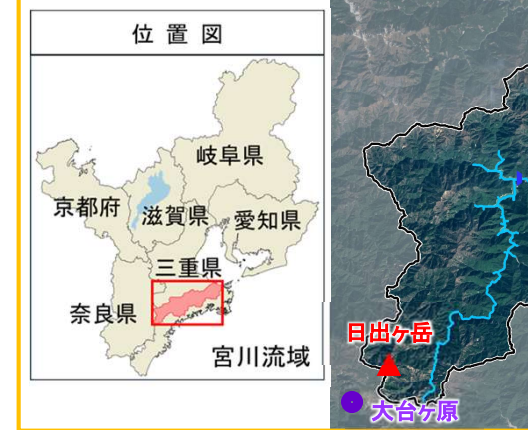 位置図
岐阜県
京都府
滋賀県
愛知県
三重県
奈良県
宮川流域
日出ヶ岳
大台ヶ原